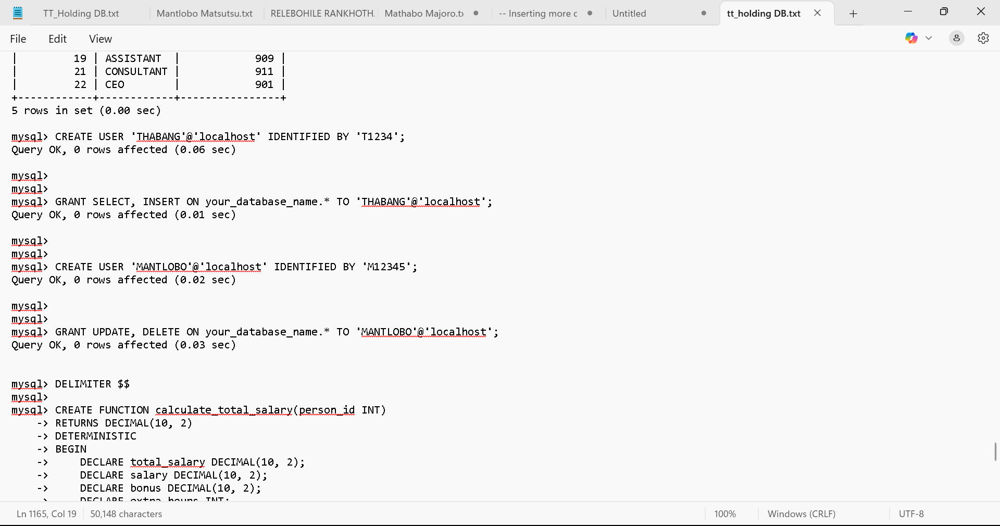 TT_Holding DB.txt Mantlobo Matsutsu.txt RELEBOHILE RANKHOTH. Mathabo Majoro.tx -- Inserting more c Untitled tt_holding DB.txt
File Edit View
| 19 | ASSISTANT | 909 |
| 21 | CONSULTANT | 911 |
| 22 | CEO | 901 |
+------------+------------+----------------+
5 rows in set (0.00 sec)
mysql> CREATE USER 'THABANG'@'localhost' IDENTIFIED BY 'T1234';
Query OK, 0 rows affected (0.06 sec)
mysql>
mysql>
mysql> GRANT SELECT, INSERT ON your_database_name.* TO 'THABANG'@'localhost';
Query OK, 0 rows affected (0.01 sec)
mysql>
mysql>
mysql> CREATE USER 'MANTLOBO'@'localhost' IDENTIFIED BY 'M12345';
Query OK, 0 rows affected (0.02 sec)
mysql>
mysql>
mysql> GRANT UPDATE, DELETE ON your_database_name.* TO 'MANTLOBO'@'localhost';
Query OK, 0 rows affected (0.03 sec)
mysql> DELIMITER $$
mysql>
mysql> CREATE FUNCTION calculate_total_salary(person_id INT)
-> RETURNS DECIMAL(10, 2)
-> DETERMINISTIC
-> BEGIN
-> DECLARE total_salary DECIMAL(10, 2);
-> DECLARE salary DECIMAL(10, 2);
-> DECLARE bonus DECIMAL(10, 2);
-> DECLARE extra_hours INT;
Ln 1165, Col 19 50,148 characters 100% Windows (CRLF) UTF-8